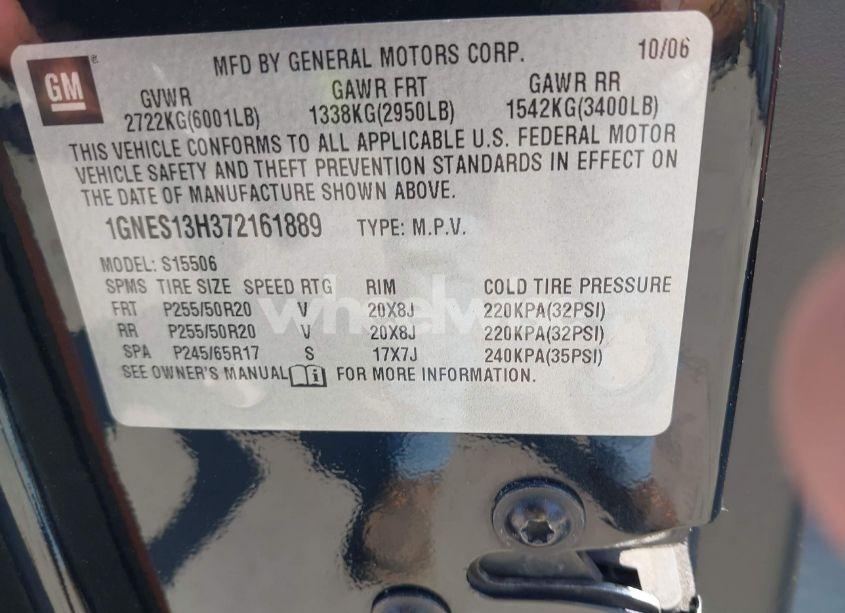 GM ®
MFD BY GENERAL MOTORS CORP. 10/06
GVWR GAWR FRT GAWR RR
2722KG(6001LB) 1338KG(2950LB) 1542KG(3400LB)
THIS VEHICLE CONFORMS TO ALL APPLICABLE U.S. FEDERAL MOTOR
VEHICLE SAFETY AND THEFT PREVENTION STANDARDS IN EFFECT ON
THE DATE OF MANUFACTURE SHOWN ABOVE.
1GNES13H372161889 TYPE: M.P.V.
MODEL: S15506
SPMS TIRE SIZE SPEED RTG RIM COLD TIRE PRESSURE
FRT P255/50R20 V 20X8J 220KPA(32PSI)
RR P255/50R20 V 20X8J 220KPA(32PSI)
SPA P245/65R17 S 17X7J 240KPA(35PSI)
SEE OWNER'S MANUAL i FOR MORE INFORMATION.